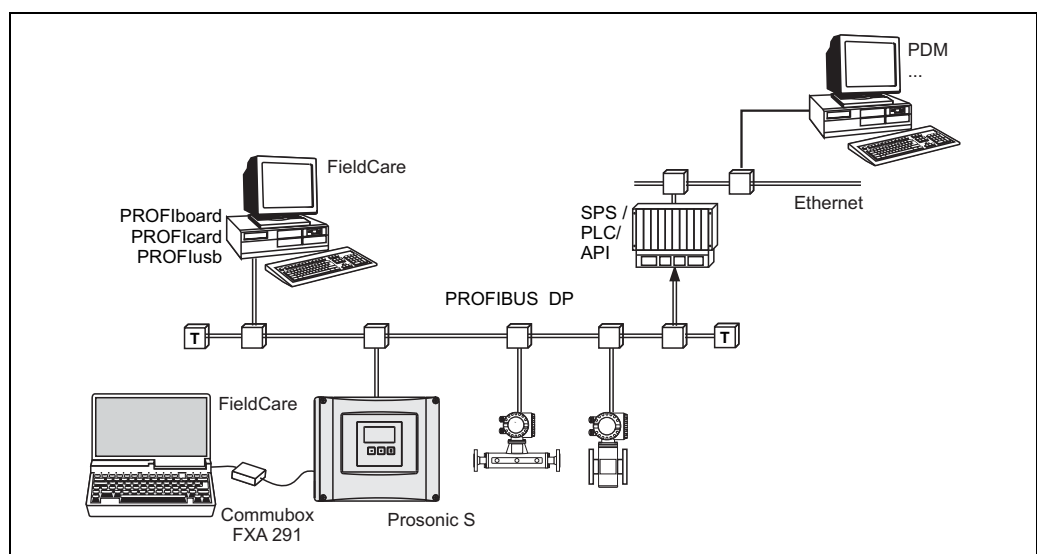 PDM
...
FieldCare
PROFIboard
PROFIcard
PROFIusb
Ethernet
SPS /
PLC/
API
PROFIBUS DP
T
T
FieldCare
Commubox
FXA 291
Prosonic S